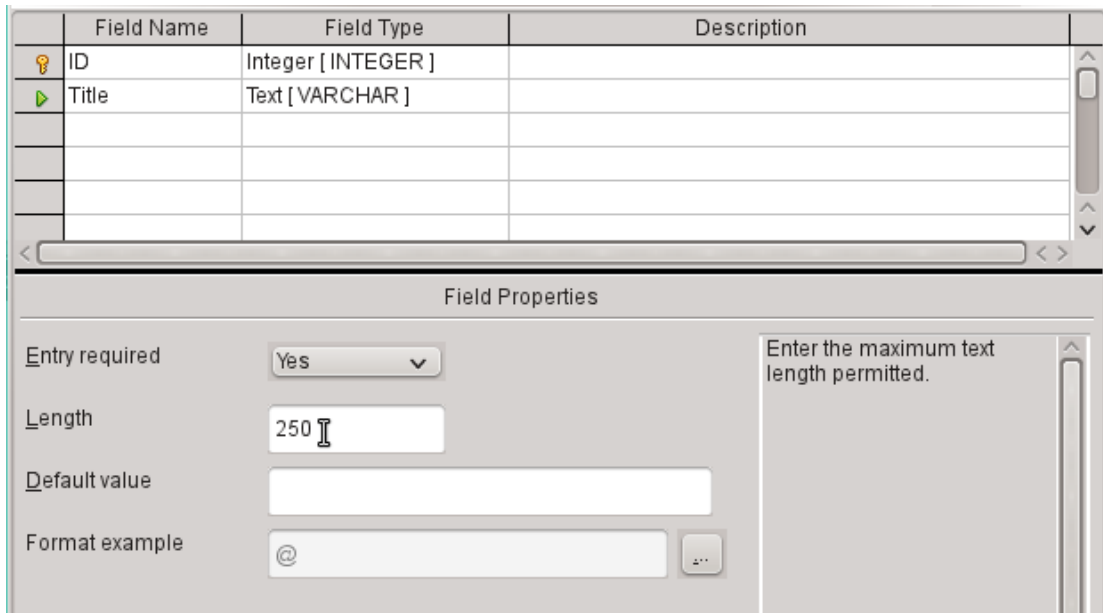 Field Name Field Type Description
ID Integer [ INTEGER ]
Title Text [ VARCHAR ]
Field Properties
Entry required Yes
Enter the maximum text
length permitted.
Length 250
Default value
Format example @ ...